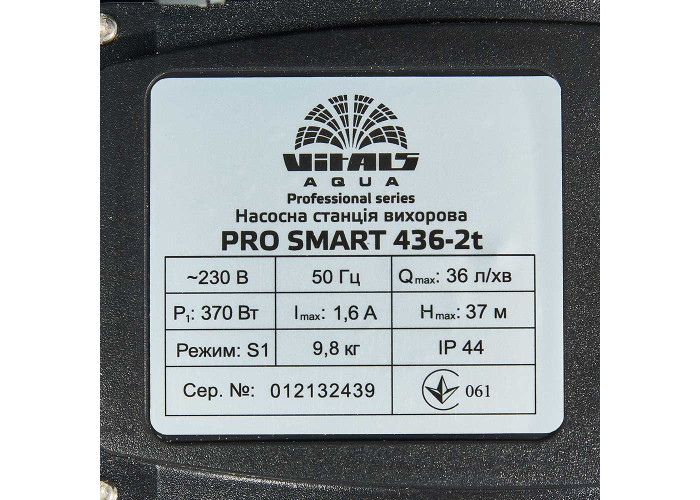 VITALS
AQUA
Professional series
Насосна станція вихорова
PRO SMART 436-2t
~230 В 50 Гц Qmax: 36 л/хв
P1: 370 Вт Imax: 1,6 А Hmax: 37 м
Режим: S1 9,8 кг IP 44
Сер. №: 012132439 061